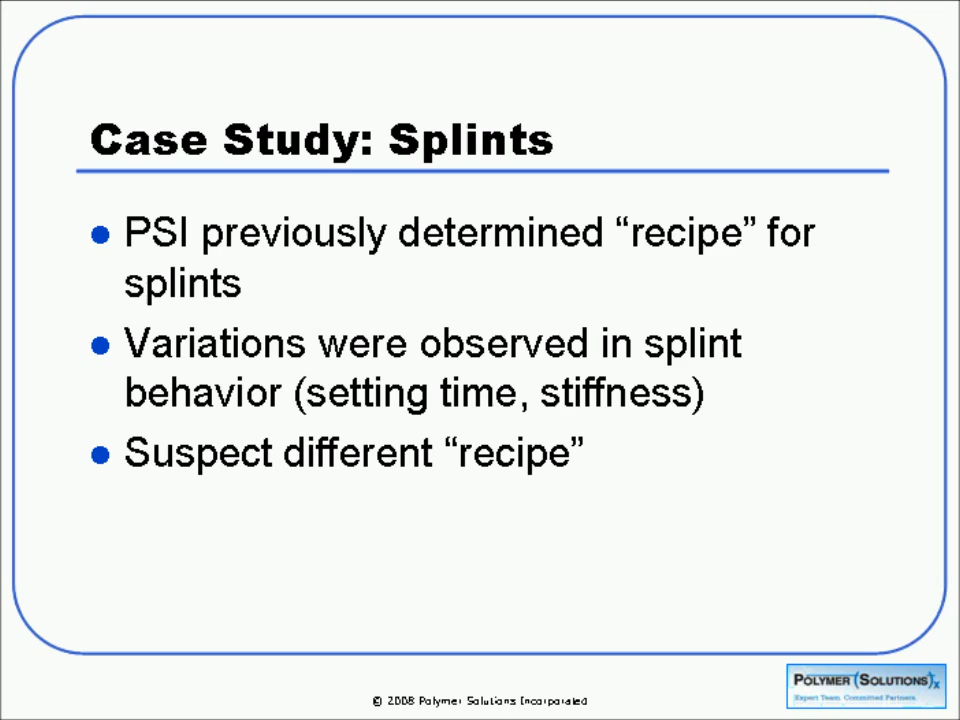 Case Study: Splints
PSI previously determined “recipe” for
splints
Variations were observed in splint
behavior (setting time, stiffness)
Suspect different “recipe”
© 2008 Polymer Solutions Incorporated
POLYMER (SOLUTIONS)x
Expert Team. Committed Partners.